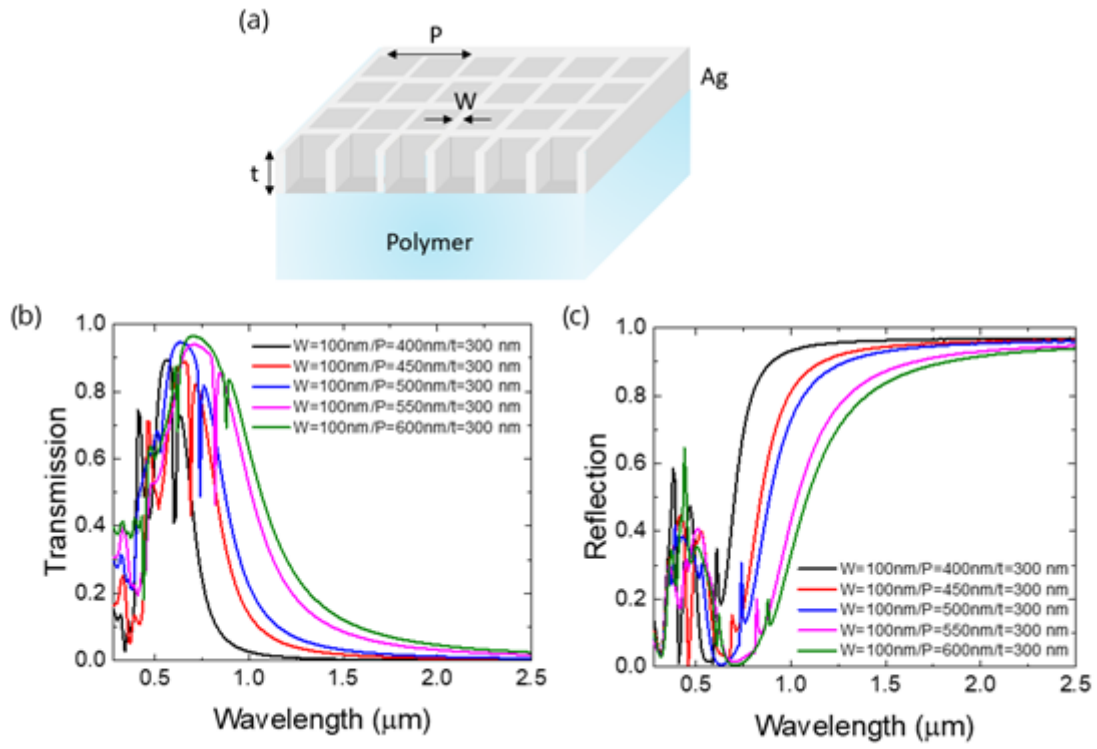 (a)
P
W
Ag
t
Polymer
(b)
1.0
0.8
0.6
0.4
0.2
0.0
Transmission
W=100nm/P=400nm/t=300 nm
W=100nm/P=450nm/t=300 nm
W=100nm/P=500nm/t=300 nm
W=100nm/P=550nm/t=300 nm
W=100nm/P=600nm/t=300 nm
0.5 1.0 1.5 2.0 2.5
Wavelength (μm)
(c)
1.0
0.8
0.6
0.4
0.2
0.0
Reflection
W=100nm/P=400nm/t=300 nm
W=100nm/P=450nm/t=300 nm
W=100nm/P=500nm/t=300 nm
W=100nm/P=550nm/t=300 nm
W=100nm/P=600nm/t=300 nm
0.5 1.0 1.5 2.0 2.5
Wavelength (μm)